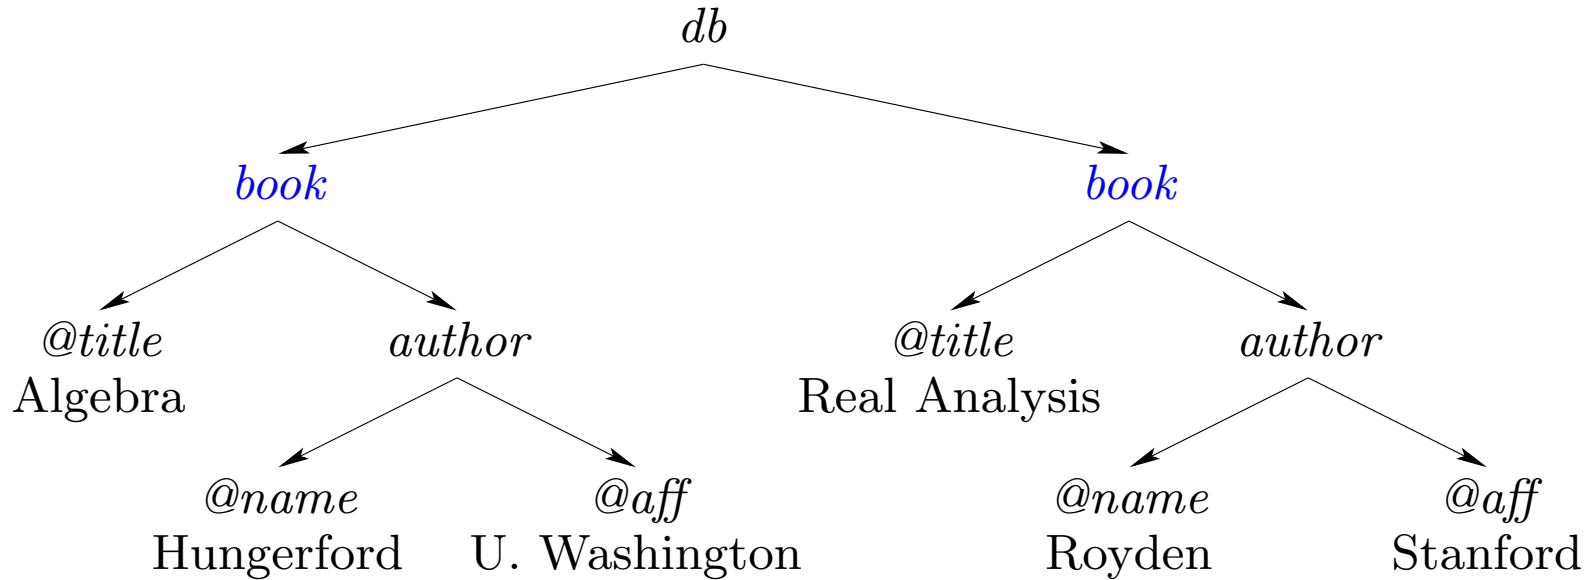 db
book book
@title author @title author
Algebra Real Analysis
@name @aff @name @aff
Hungerford U. Washington Royden Stanford